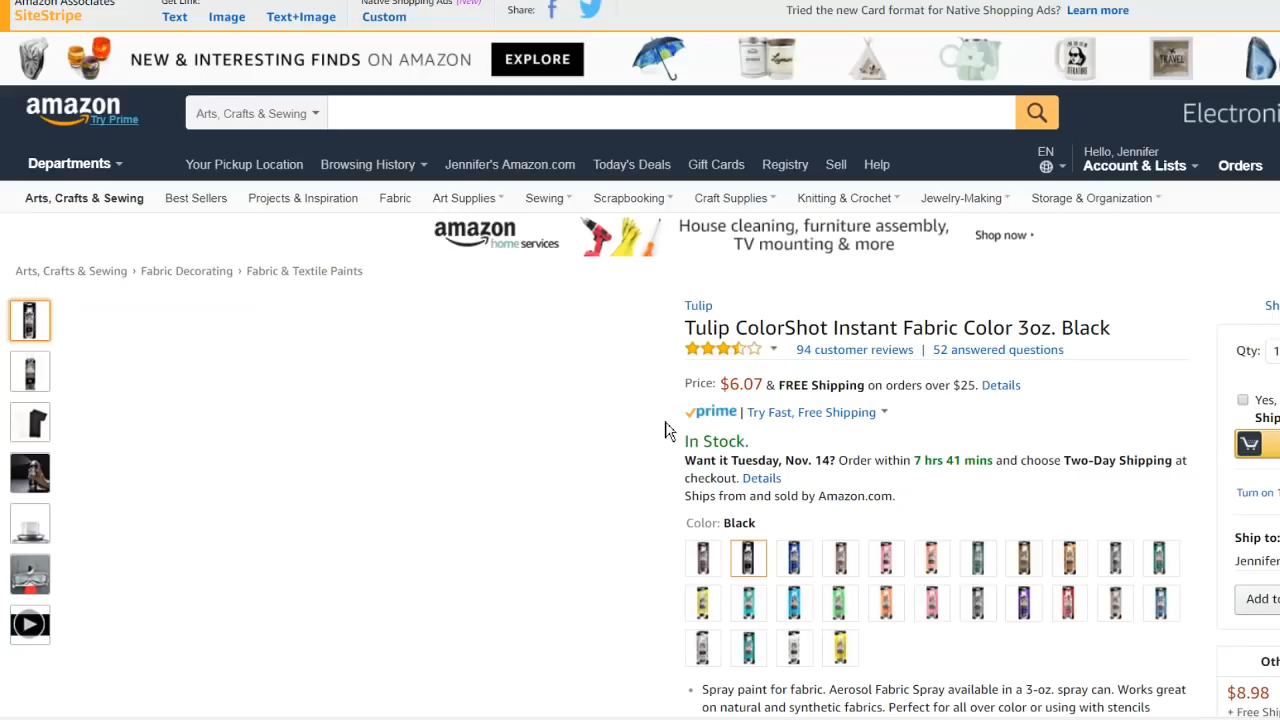 Amazon Associates
SiteStripe
Get Link:
Text Image Text+Image
Native Shopping Ads (New)
Custom
Share:
Tried the new Card format for Native Shopping Ads? Learn more
NEW & INTERESTING FINDS ON AMAZON EXPLORE
amazon
Try Prime
Arts, Crafts & Sewing
Departments
Your Pickup Location Browsing History Jennifer's Amazon.com Today's Deals Gift Cards Registry Sell Help
EN
Hello, Jennifer
Account & Lists
Orders
Arts, Crafts & Sewing Best Sellers Projects & Inspiration Fabric Art Supplies Sewing Scrapbooking Craft Supplies Knitting & Crochet Jewelry-Making Storage & Organization
amazon
home services
House cleaning, furniture assembly,
TV mounting & more
Shop now ›
Arts, Crafts & Sewing › Fabric Decorating › Fabric & Textile Paints
Tulip
Tulip ColorShot Instant Fabric Color 3oz. Black
94 customer reviews | 52 answered questions
Price: $6.07 & FREE Shipping on orders over $25. Details
prime | Try Fast, Free Shipping
In Stock.
Want it Tuesday, Nov. 14? Order within 7 hrs 41 mins and choose Two-Day Shipping at
checkout. Details
Ships from and sold by Amazon.com.
Color: Black
• Spray paint for fabric. Aerosol Fabric Spray available in a 3-oz. spray can. Works great
on natural and synthetic fabrics. Perfect for all over color or using with stencils
Qty: 1
Yes,
Turn on
Ship to:
Jennifer
Add to
$8.98